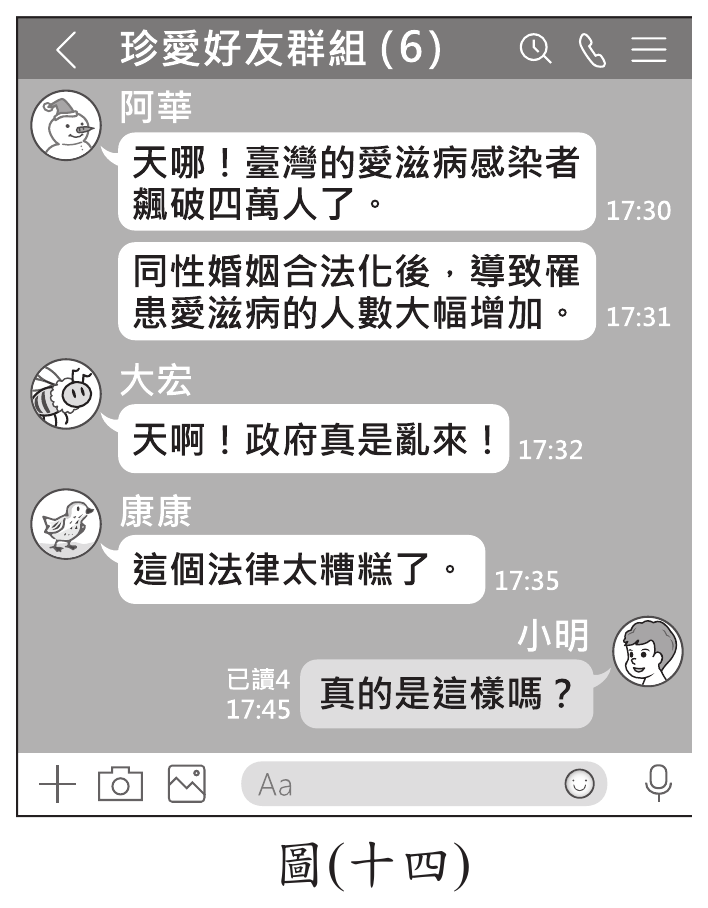 珍愛好友群組(6)
阿華
天哪！臺灣的愛滋病感染者
飆破四萬人了。
17:30
同性婚姻合法化後，導致罹
患愛滋病的人數大幅增加。
17:31
大宏
天啊！政府真是亂來！
17:32
康康
這個法律太糟糕了。
17:35
小明
已讀4
17:45
真的是這樣嗎？
Aa
圖(十四)